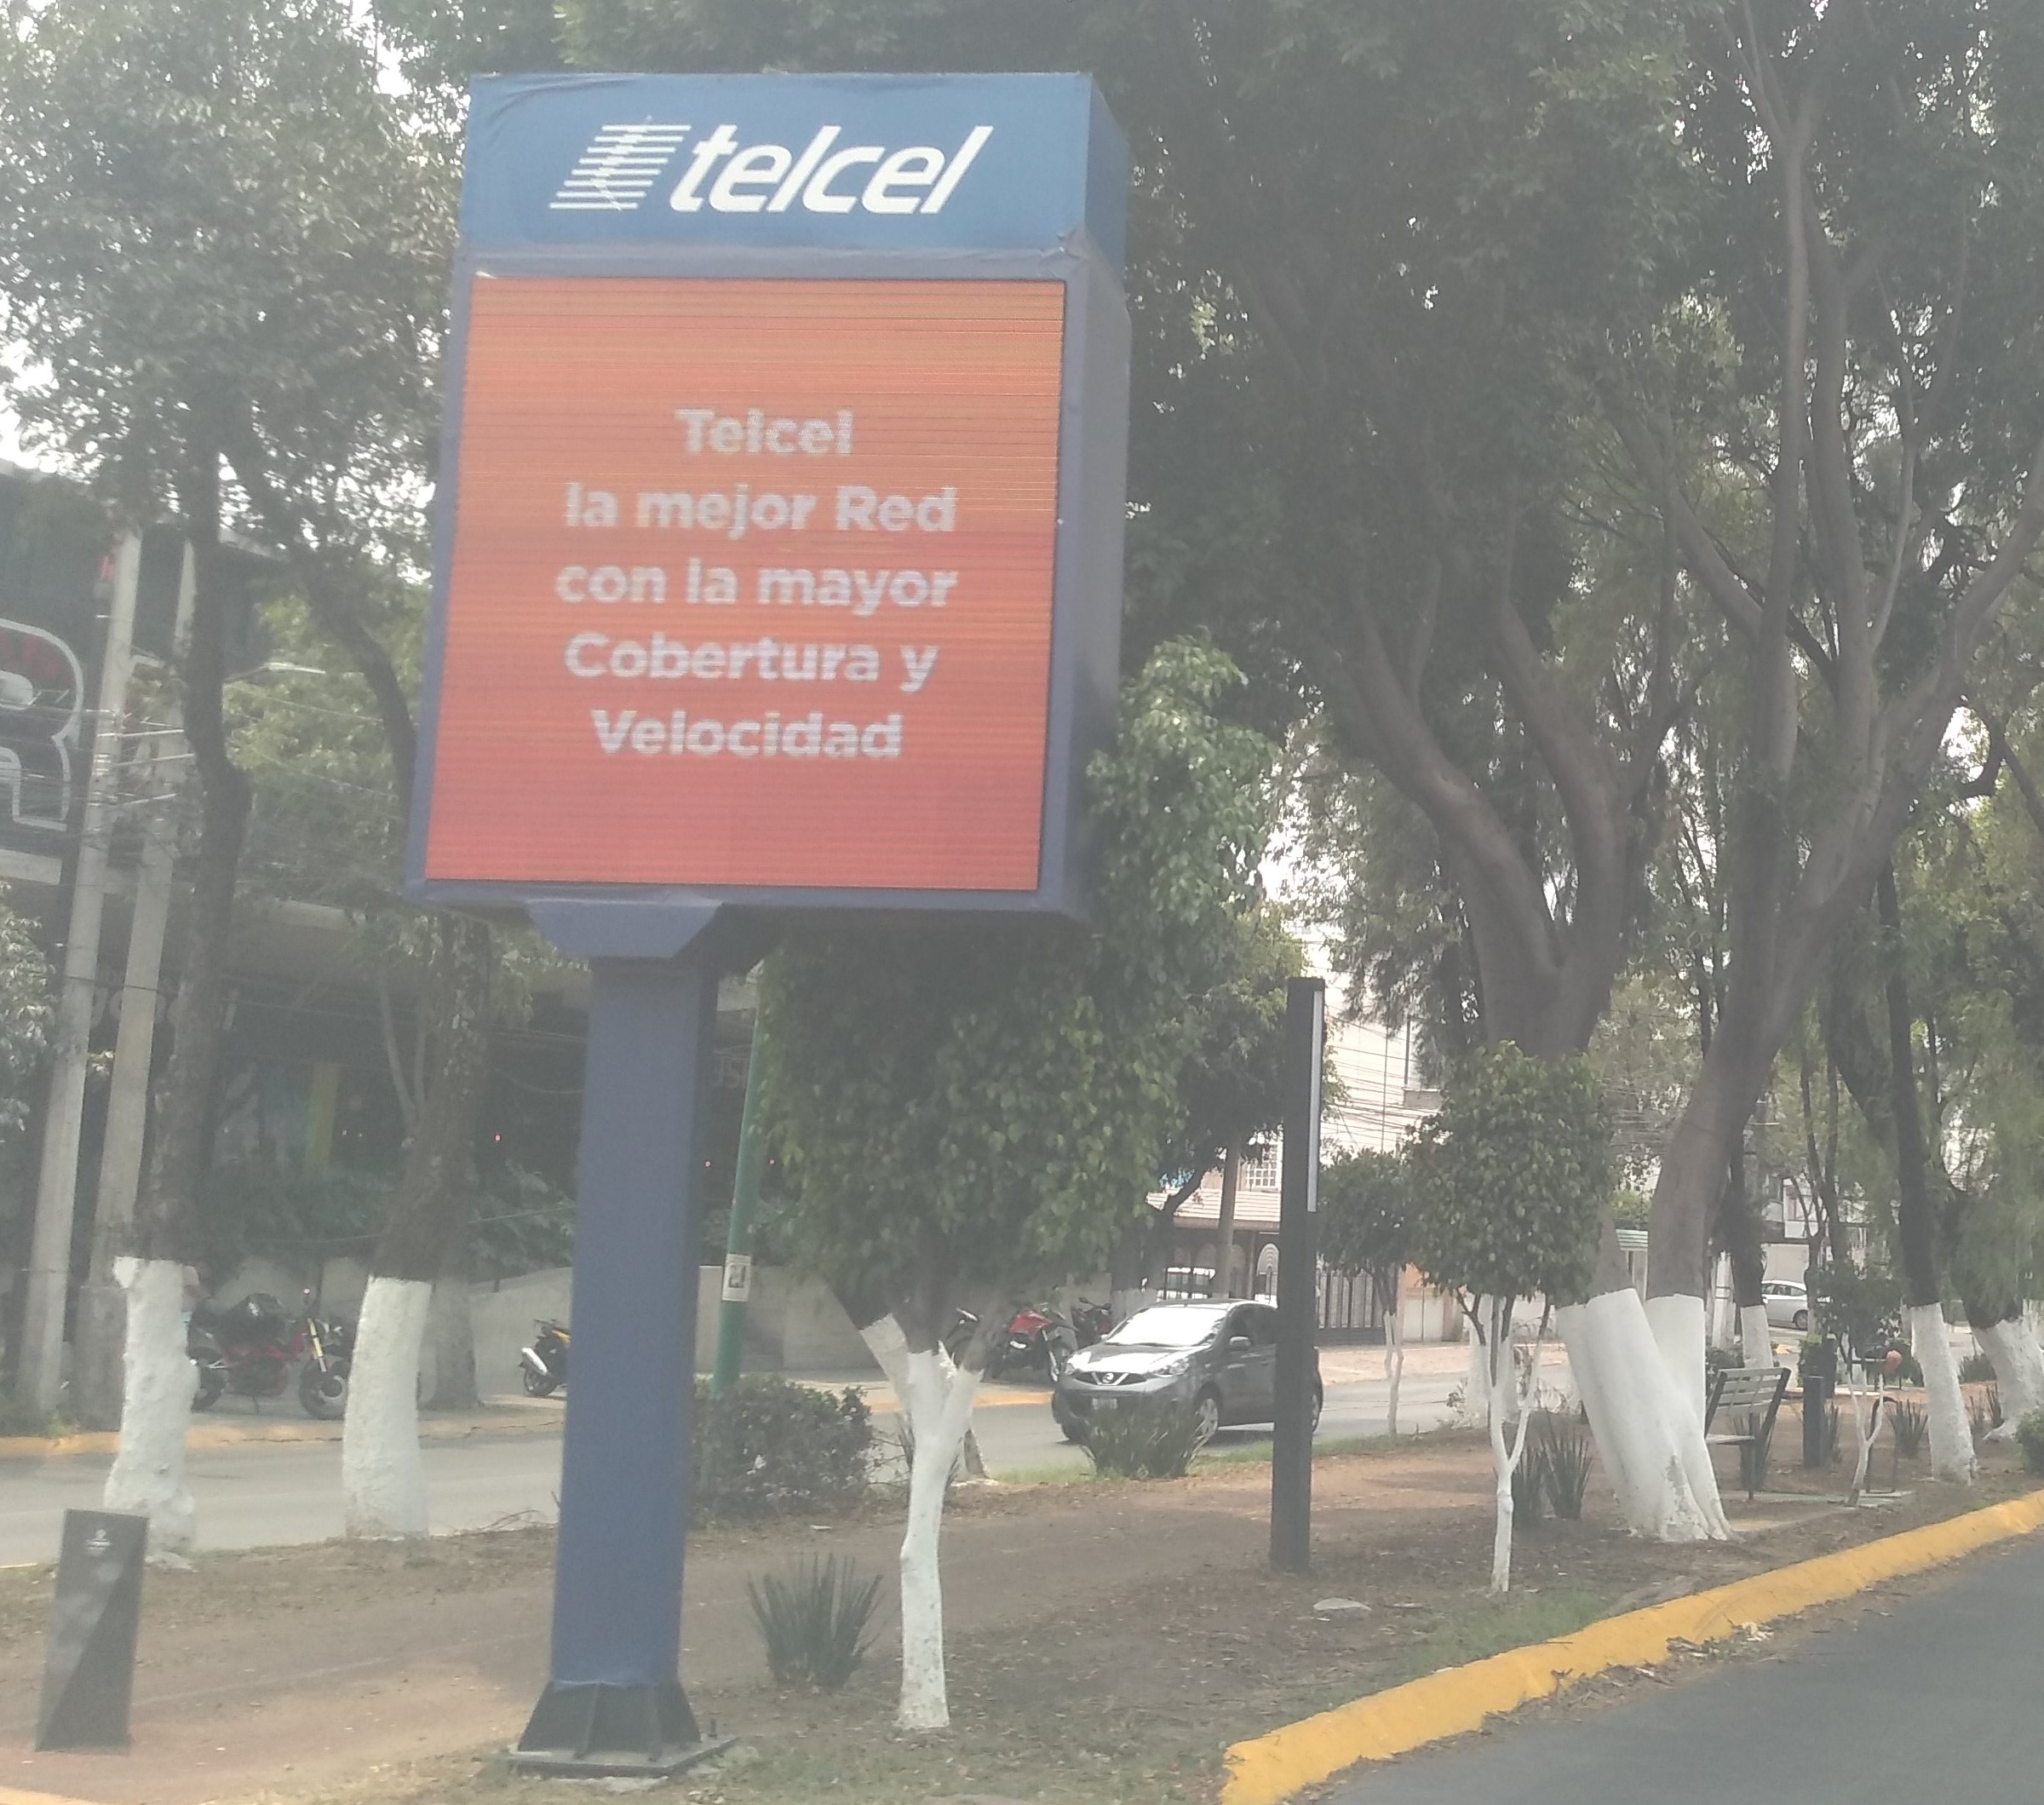 telcel
Telcel
la mejor Red
con la mayor
Cobertura y
Velocidad